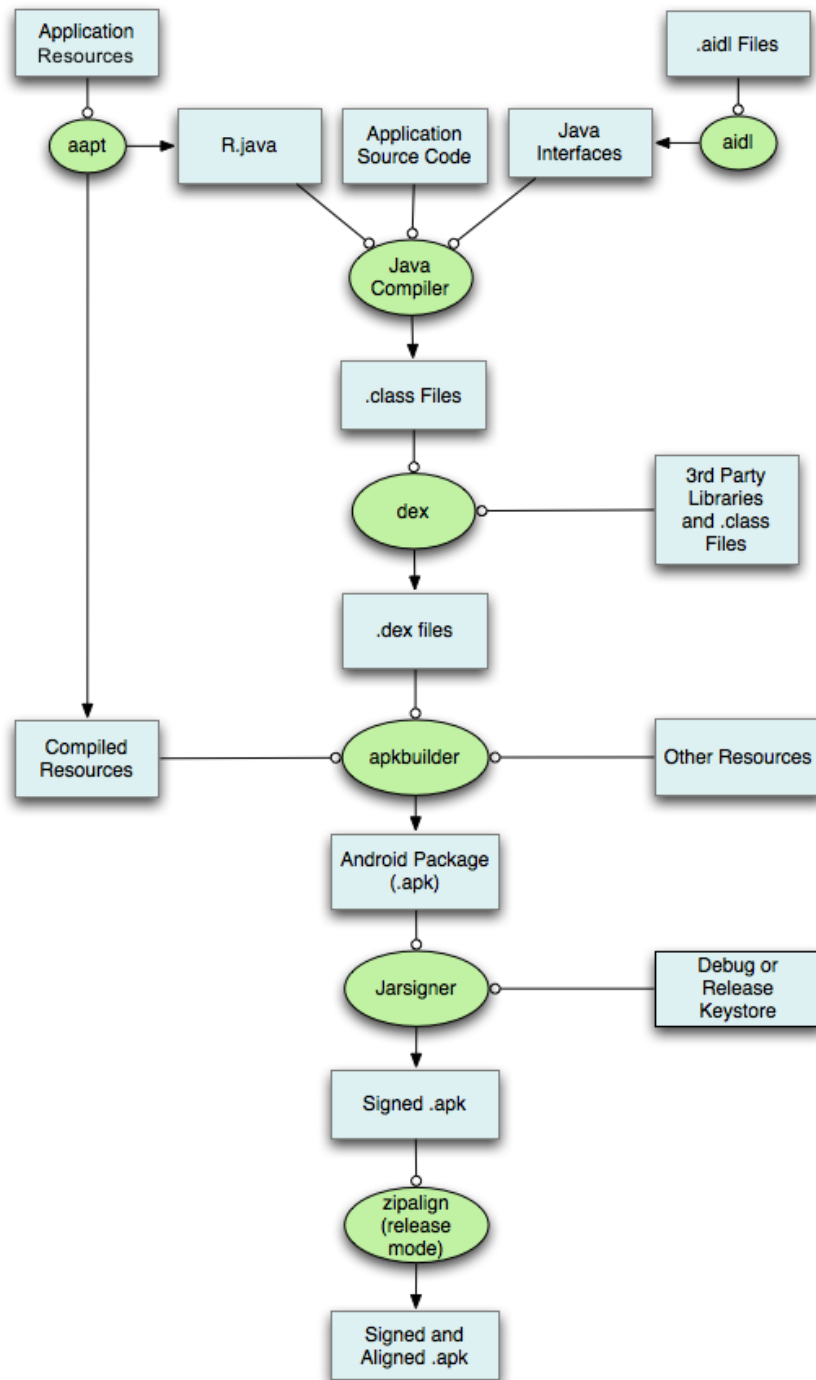 Application
Resources
.aidl Files
aapt
R.java
Application
Source Code
Java
Interfaces
aidl
Java
Compiler
.class Files
dex
3rd Party
Libraries
and .class
Files
.dex files
Compiled
Resources
apkbuilder
Other Resources
Android Package
(.apk)
Jarsigner
Debug or
Release
Keystore
Signed .apk
zipalign
(release
mode)
Signed and
Aligned .apk